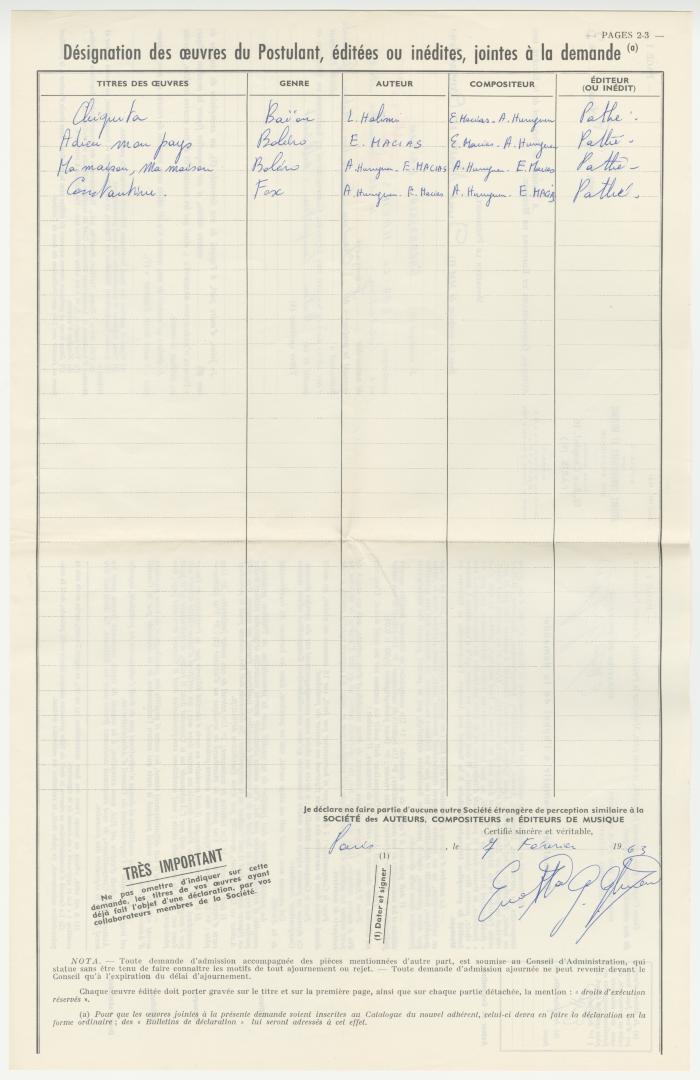 — PAGES 2-3 —
Désignation des œuvres du Postulant, éditées ou inédites, jointes à la demande (a)
TITRES DES ŒUVRES GENRE AUTEUR COMPOSITEUR ÉDITEUR (OU INÉDIT)
Chiquita Baïon L. Halimi E. Macias - A. Hunguen Pathé -
Adieu mon pays Boléro E. MACIAS E. Macias - A. Hunguen Pathé -
Ma maison, Ma maison Boléro A. Hunguen - E. MACIAS A. Hunguen - E. Macias Pathé -
Constantine. Fox A. Hunguen - E. Macias A. Hunguen - E. MACIAS Pathé -
Je déclare ne faire partie d'aucune autre Société étrangère de perception similaire à la
SOCIÉTÉ des AUTEURS, COMPOSITEURS et ÉDITEURS DE MUSIQUE
Certifié sincère et véritable,
Paris , le 7 Février 1963
(1)
(1) Dater et signer
TRÈS IMPORTANT
Ne pas omettre d'indiquer sur cette
demande, les titres de vos œuvres ayant
déjà fait l'objet d'une déclaration, par vos
collaborateurs membres de la Société.
NOTA. — Toute demande d'admission accompagnée des pièces mentionnées d'autre part, est soumise au Conseil d'Administration, qui
statue sans être tenu de faire connaître les motifs de tout ajournement ou rejet. — Toute demande d'admission ajournée ne peut revenir devant le
Conseil qu'à l'expiration du délai d'ajournement.
Chaque œuvre éditée doit porter gravée sur le titre et sur la première page, ainsi que sur chaque partie détachée, la mention : « droits d'exécution
réservés ».
(a) Pour que les œuvres jointes à la présente demande soient inscrites au Catalogue du nouvel adhérent, celui-ci devra en faire la déclaration en la
forme ordinaire ; des « Bulletins de déclaration » lui seront adressés à cet effet.